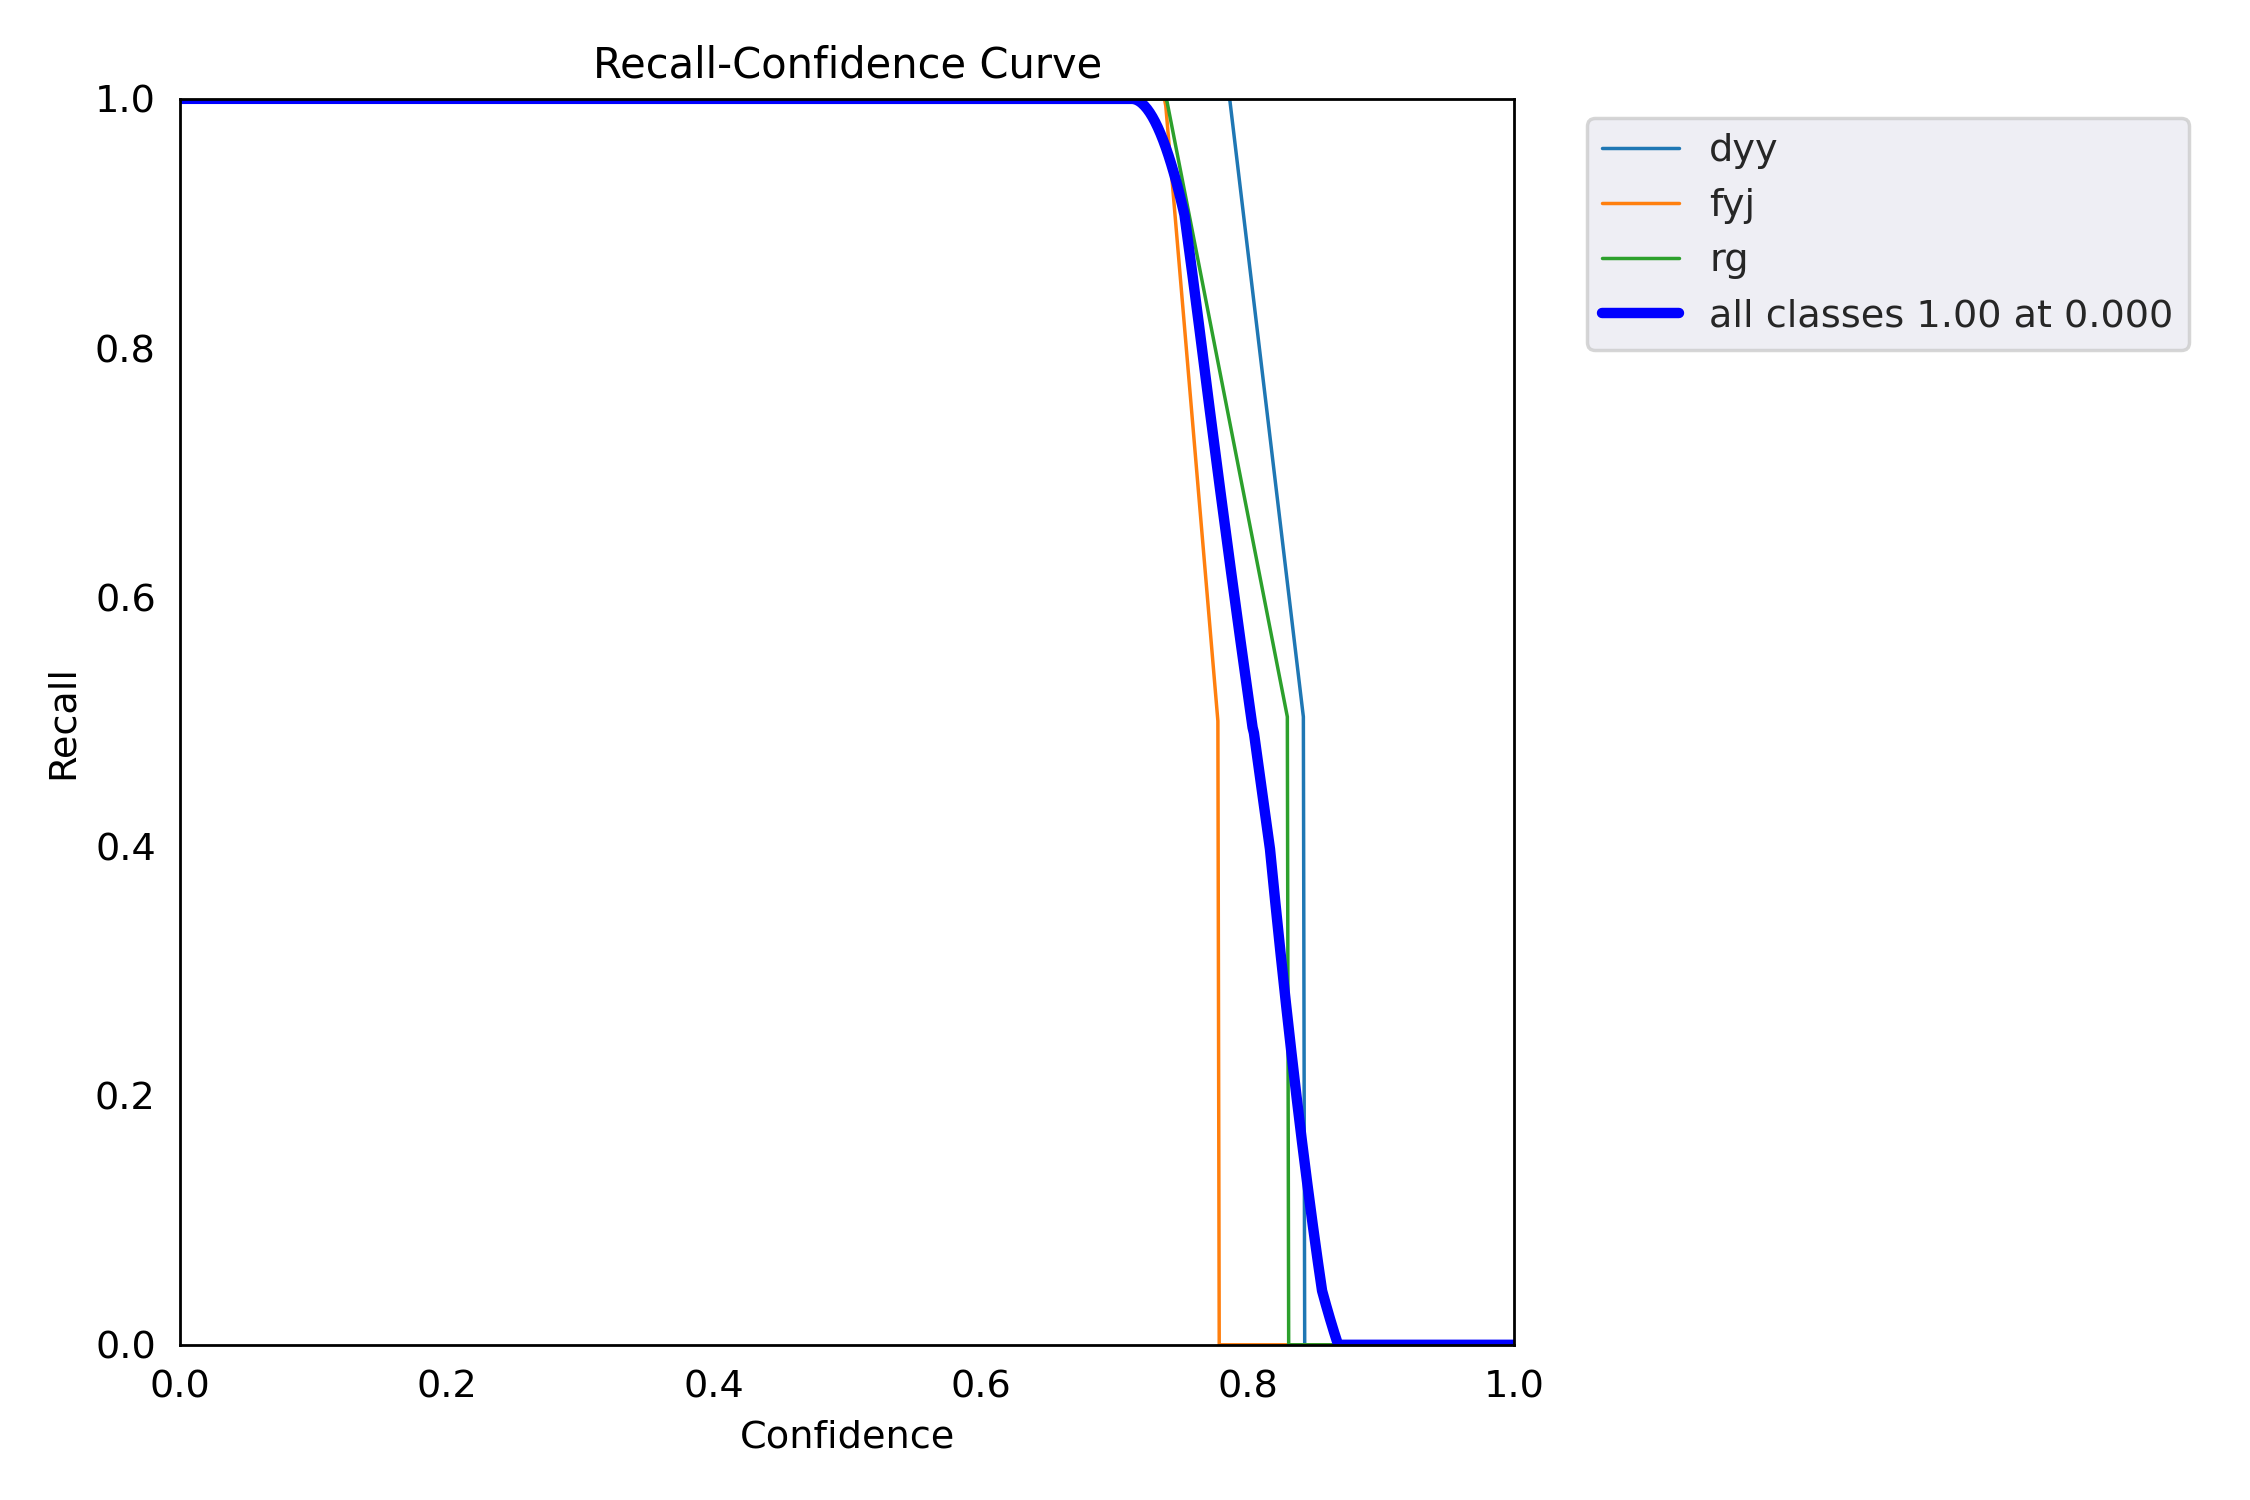 Recall-Confidence Curve
1.0
0.8
0.6
0.4
0.2
0.0
Recall
0.0 0.2 0.4 0.6 0.8 1.0
Confidence
dyy
fyj
rg
all classes 1.00 at 0.000